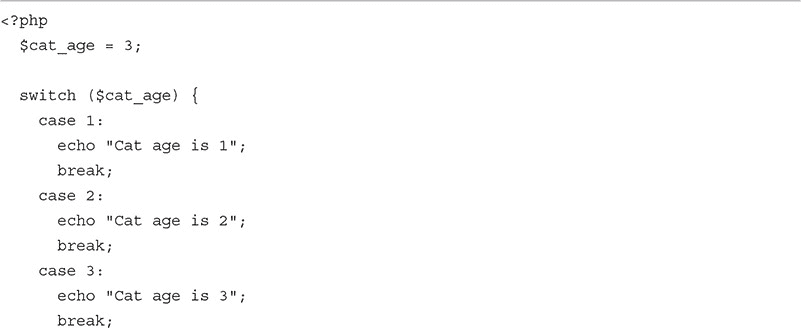 <?php
  $cat_age = 3;

  switch ($cat_age) {
    case 1:
      echo "Cat age is 1";
      break;
    case 2:
      echo "Cat age is 2";
      break;
    case 3:
      echo "Cat age is 3";
      break;